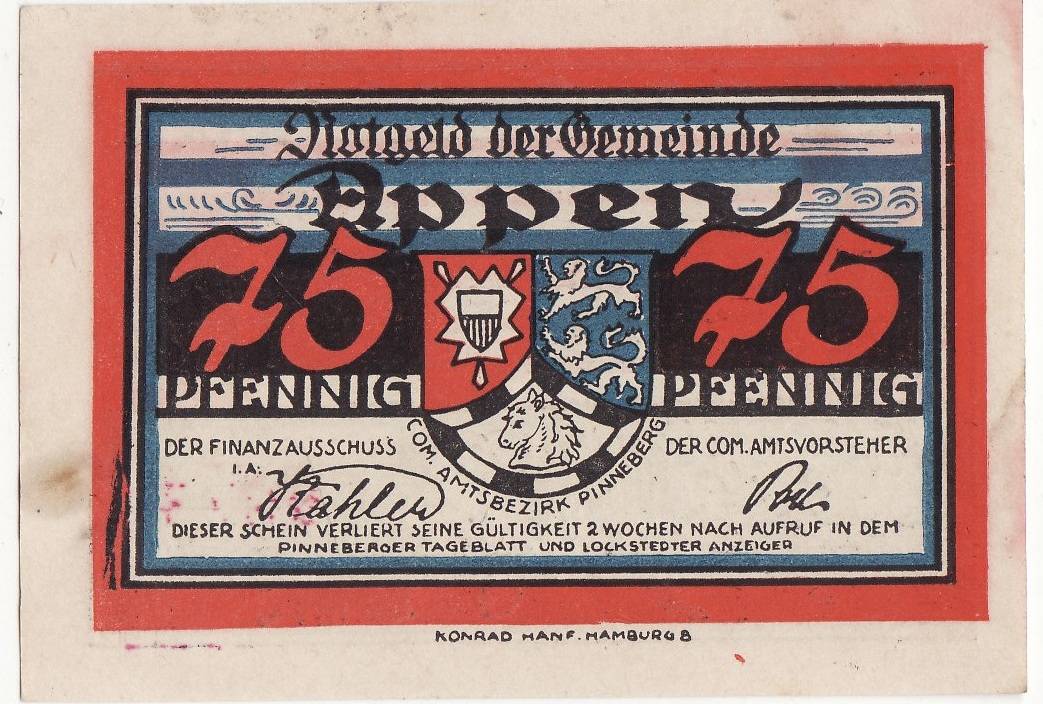 Notgeld der Gemeinde
Appen
75 75
PFENNIG PFENNIG
DER FINANZAUSSCHUSS
I.A:
Kahlen
COM. AMTSBEZIRK PINNEBERG
DER COM. AMTSVORSTEHER
DIESER SCHEIN VERLIERT SEINE GÜLTIGKEIT 2 WOCHEN NACH AUFRUF IN DEM
PINNEBERGER TAGEBLATT UND LOCKSTEDTER ANZEIGER
KONRAD HANF. HAMBURG 8